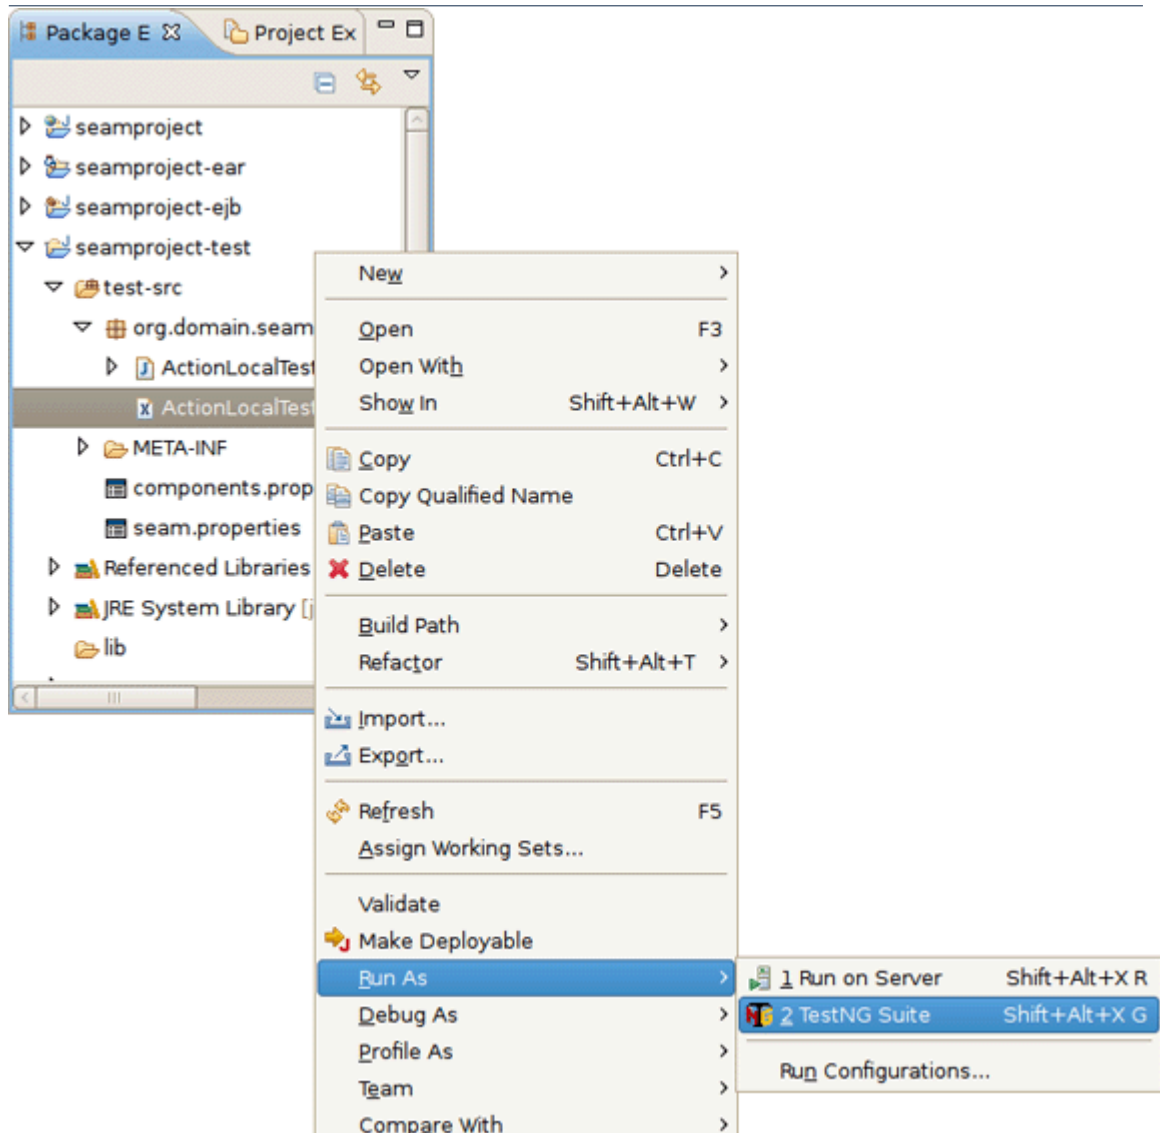 Package E
Project Ex
seamproject
seamproject-ear
seamproject-ejb
seamproject-test
test-src
org.domain.seam
ActionLocalTest
ActionLocalTest
META-INF
components.prop
seam.properties
Referenced Libraries
JRE System Library [j
lib
New
Open F3
Open With
Show In Shift+Alt+W
Copy Ctrl+C
Copy Qualified Name
Paste Ctrl+V
Delete Delete
Build Path
Refactor Shift+Alt+T
Import...
Export...
Refresh F5
Assign Working Sets...
Validate
Make Deployable
Run As
Debug As
Profile As
Team
Compare With
1 Run on Server Shift+Alt+X R
2 TestNG Suite Shift+Alt+X G
Run Configurations...